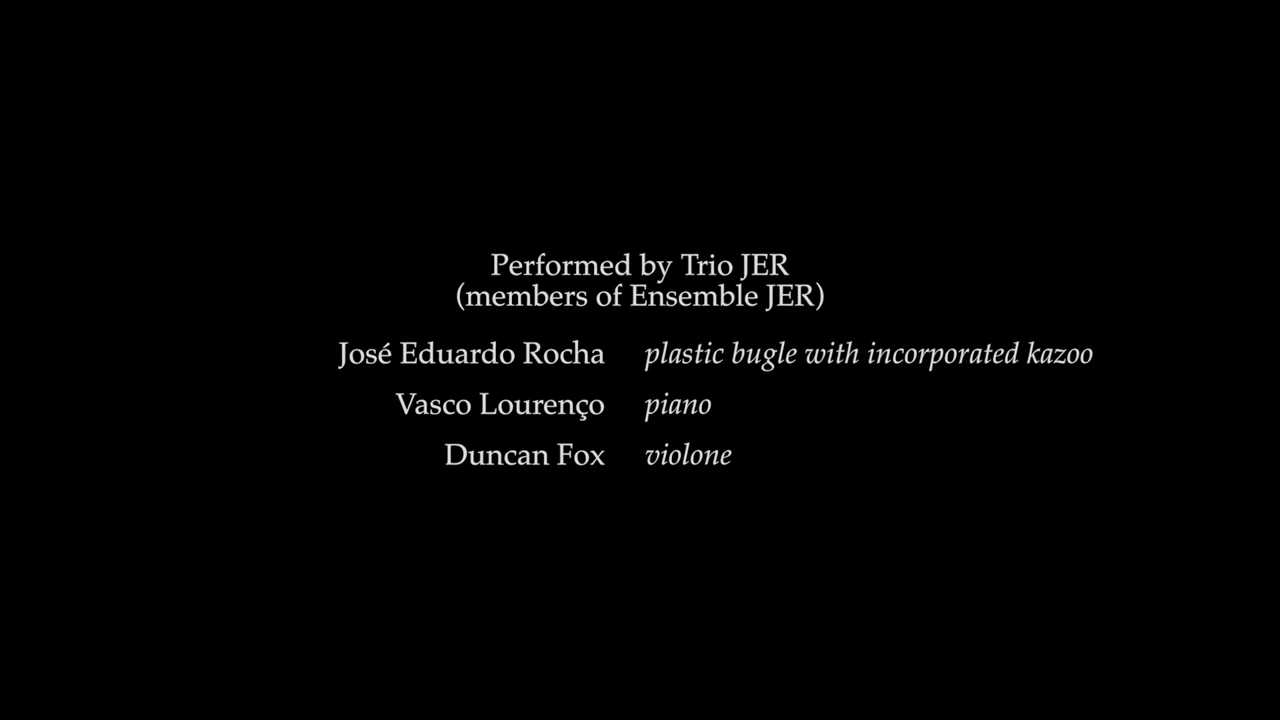 Performed by Trio JER
(members of Ensemble JER)
José Eduardo Rocha plastic bugle with incorporated kazoo
Vasco Lourenço piano
Duncan Fox violone